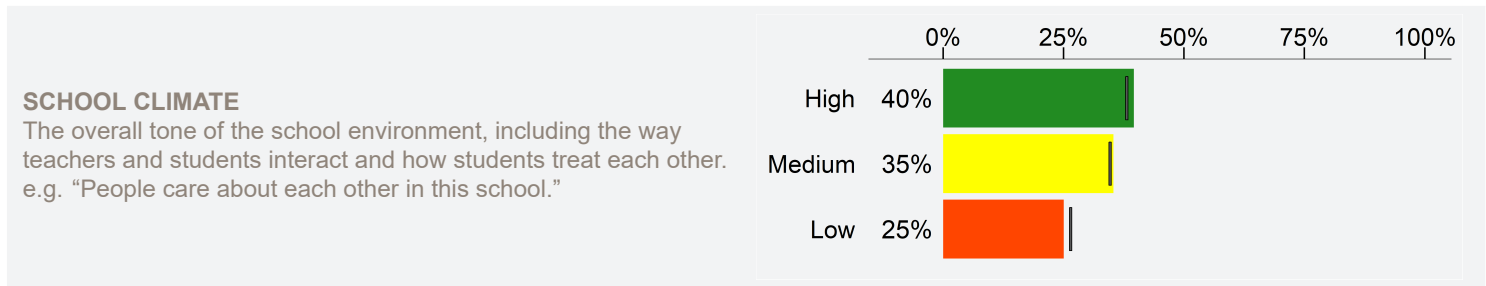 SCHOOL CLIMATE
The overall tone of the school environment, including the way
teachers and students interact and how students treat each other.
e.g. “People care about each other in this school.”
0% 25% 50% 75% 100%
High 40%
Medium 35%
Low 25%